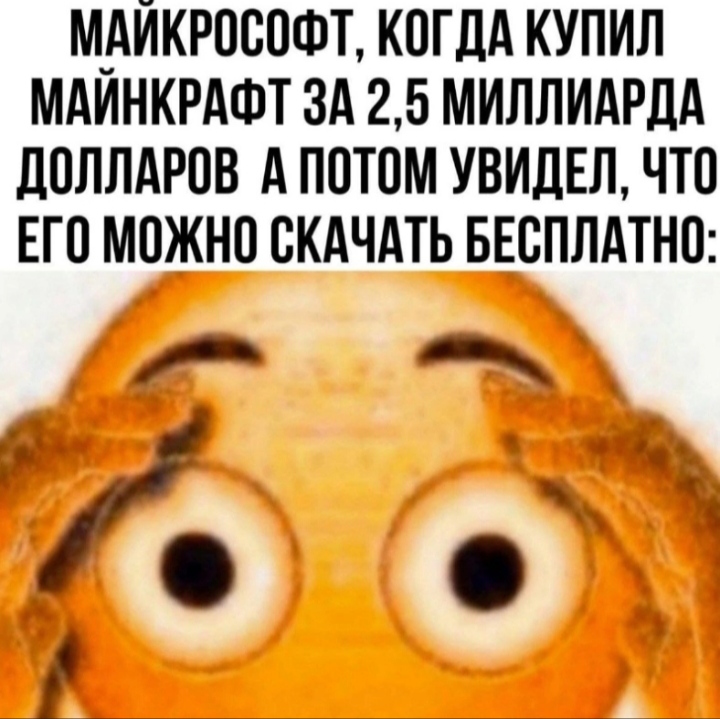 МАЙКРОСОФТ, КОГДА КУПИЛ
МАЙНКРАФТ ЗА 2,5 МИЛЛИАРДА
ДОЛЛАРОВ А ПОТОМ УВИДЕЛ, ЧТО
ЕГО МОЖНО СКАЧАТЬ БЕСПЛАТНО: